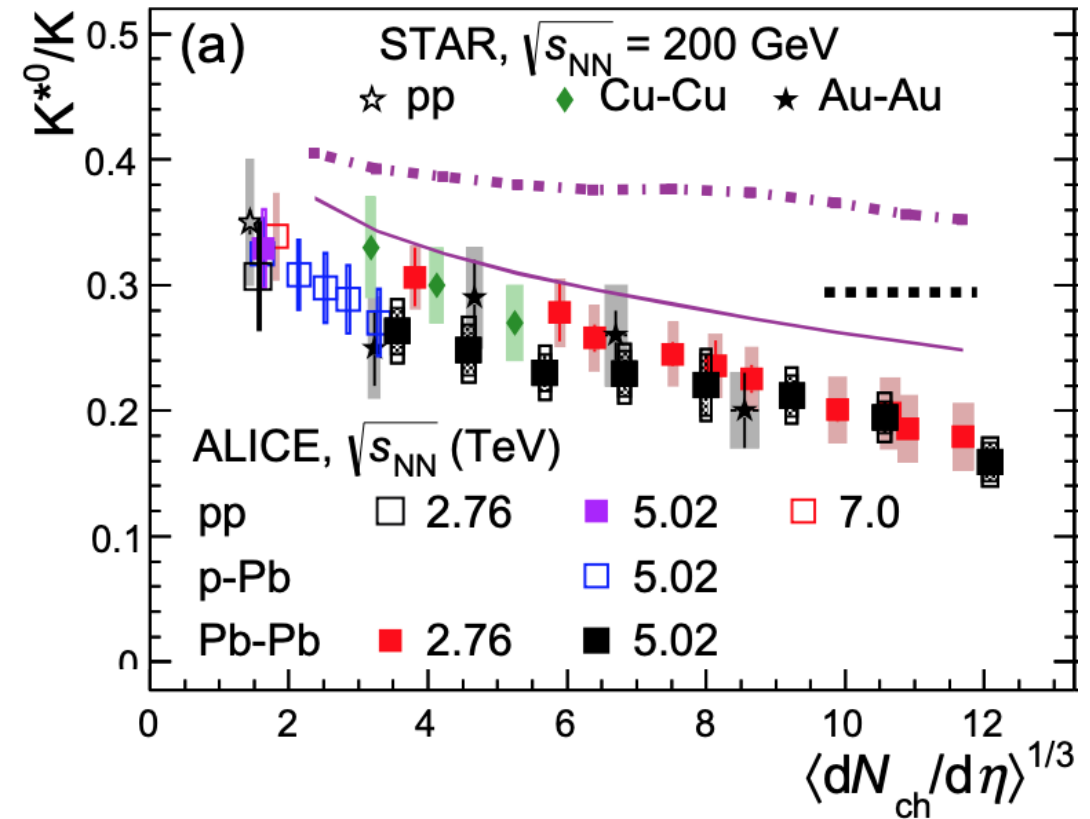 K*0/K
0.5
0.4
0.3
0.2
0.1
0
(a)
STAR, √sNN = 200 GeV
pp Cu-Cu Au-Au
ALICE, √sNN (TeV)
pp 2.76 5.02 7.0
p-Pb 5.02
Pb-Pb 2.76 5.02
0 2 4 6 8 10 12
⟨dNch/dη⟩1/3